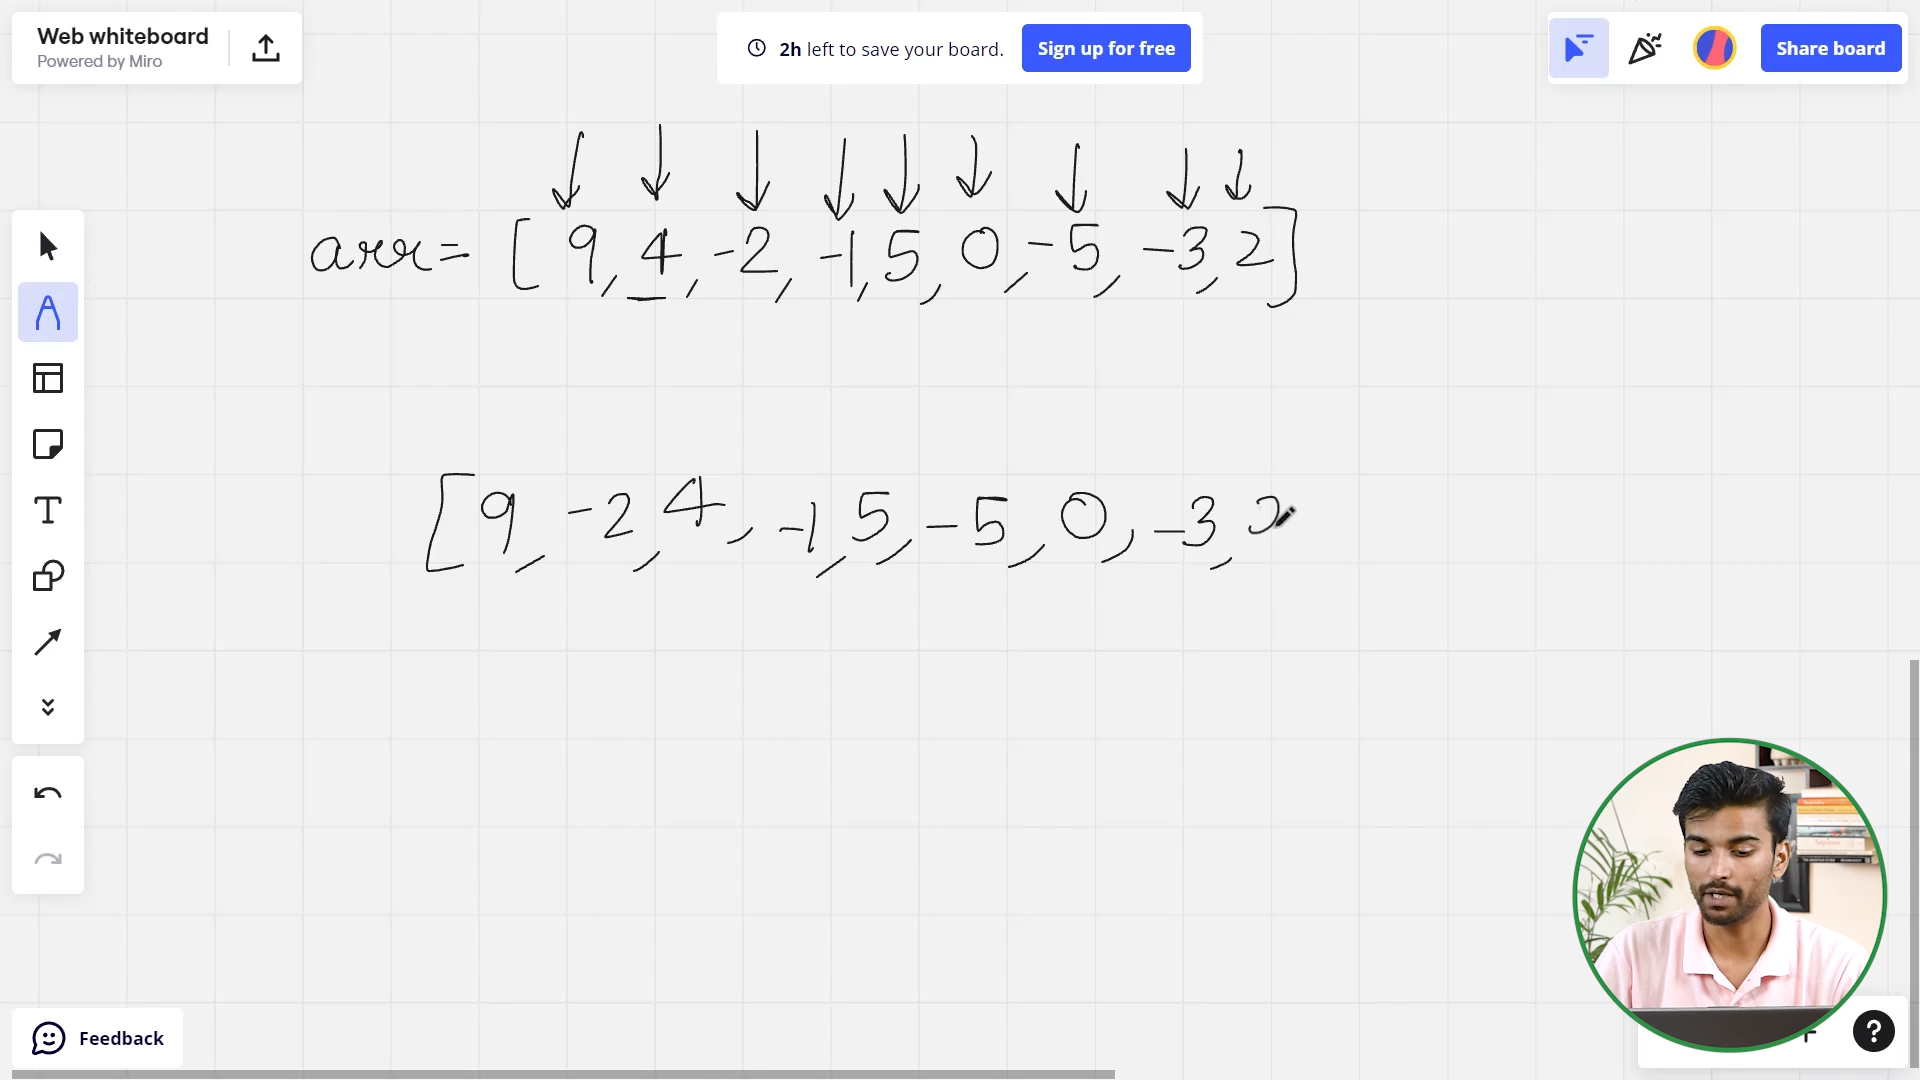 Web whiteboard
Powered by Miro
2h left to save your board.
Sign up for free
Share board
arr= [ 9, 4, -2, -1, 5, 0, -5, -3, 2]
[9, -2, 4, -1, 5, -5, 0, -3, 2
Feedback
?